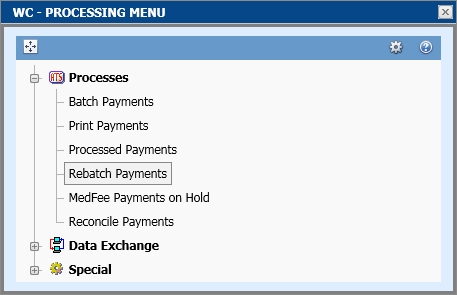 WC - PROCESSING MENU
ATS Processes
Batch Payments
Print Payments
Processed Payments
Rebatch Payments
MedFee Payments on Hold
Reconcile Payments
Data Exchange
Special